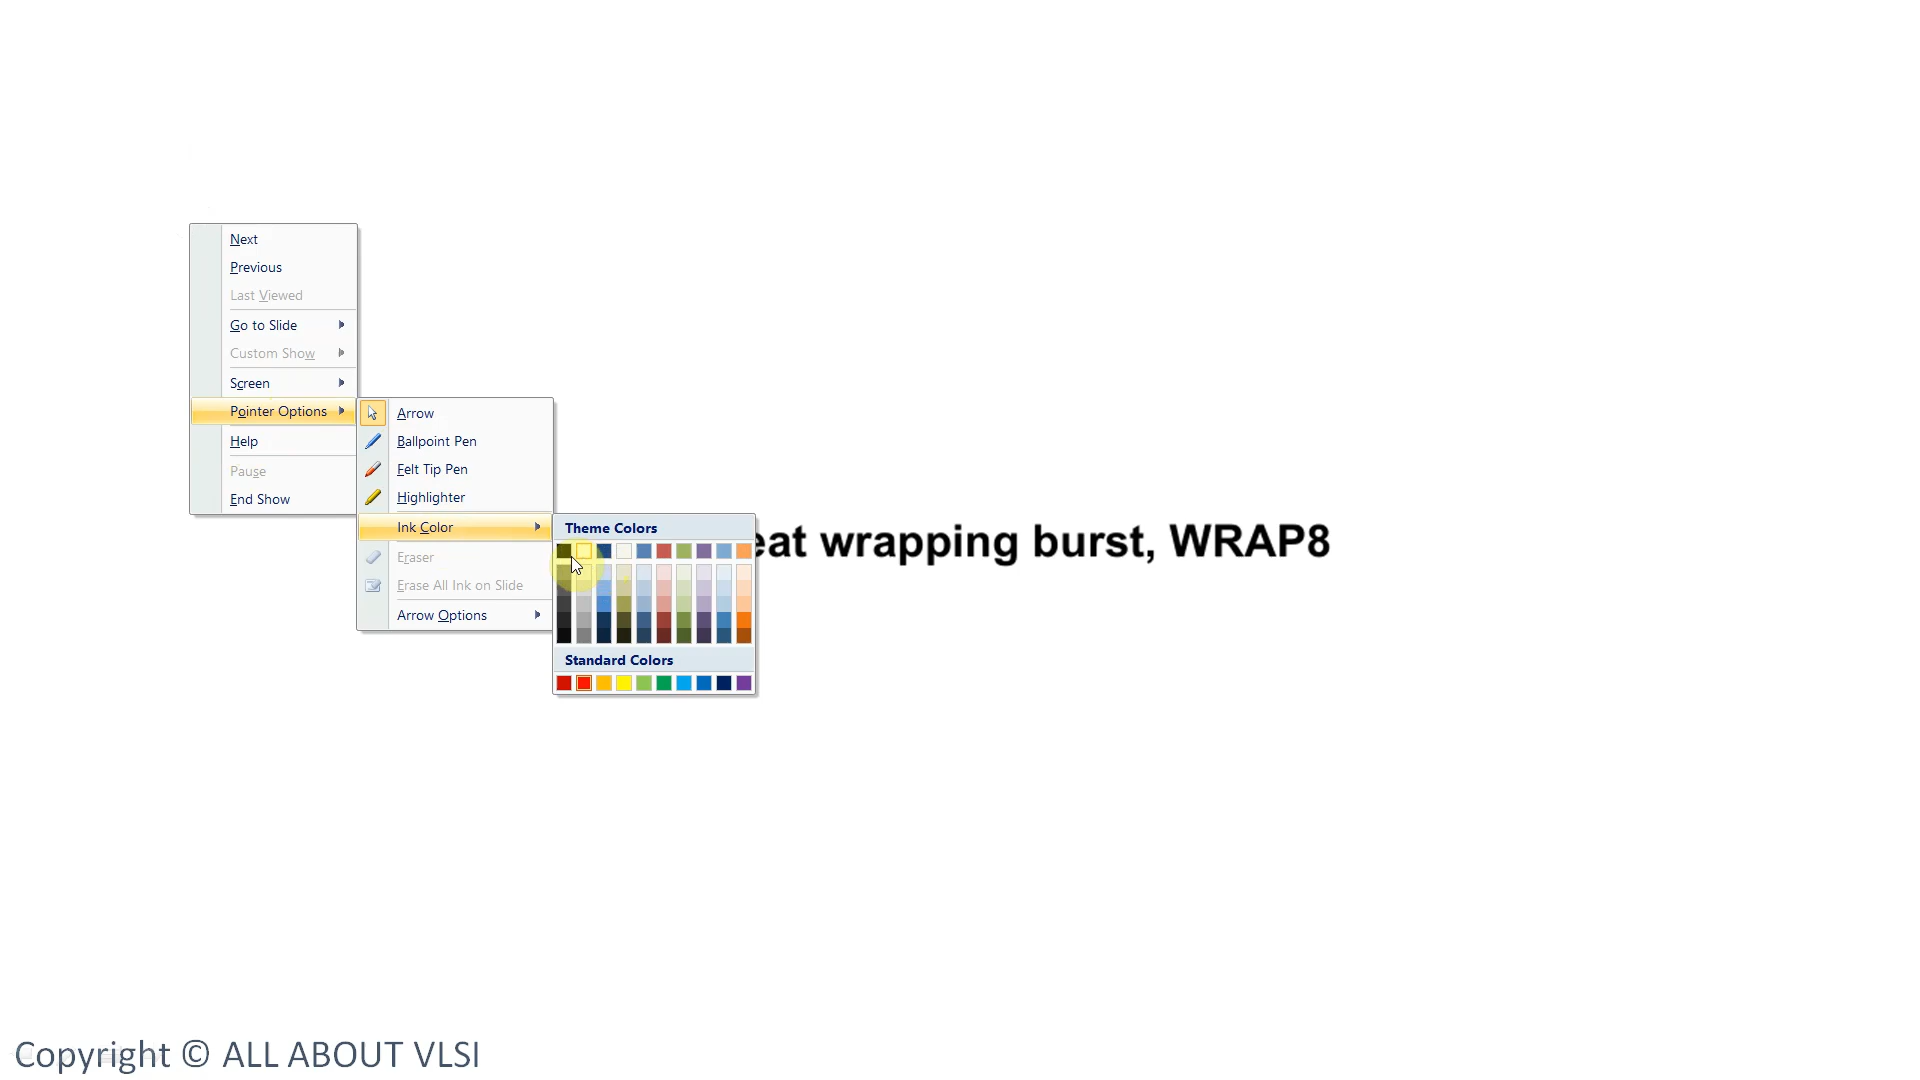 Next
Previous
Last Viewed
Go to Slide
Custom Show
Screen
Pointer Options
Help
Pause
End Show
Arrow
Ballpoint Pen
Felt Tip Pen
Highlighter
Ink Color
Eraser
Erase All Ink on Slide
Arrow Options
Theme Colors
Standard Colors
wrapping burst, WRAP8
Copyright © ALL ABOUT VLSI